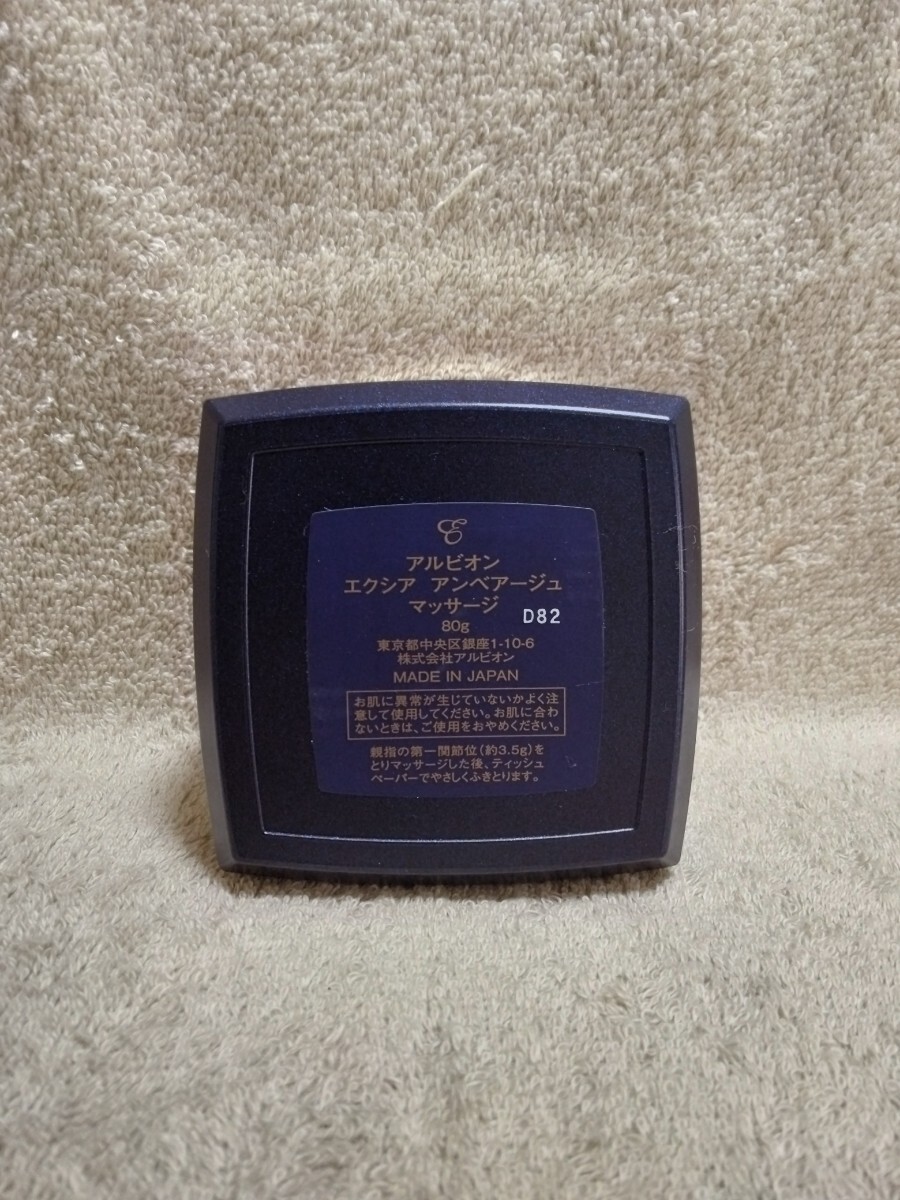 E
アルビオン
エクシア アンベアージュ
マッサージ
80g
D82
東京都中央区銀座1-10-6
株式会社アルビオン
MADE IN JAPAN
お肌に異常が生じていないかよく注
意して使用してください。お肌に合わ
ないときは、ご使用をおやめください。
親指の第一関節位(約3.5g)を
とりマッサージした後、ティッシュ
ペーパーでやさしくふきとります。